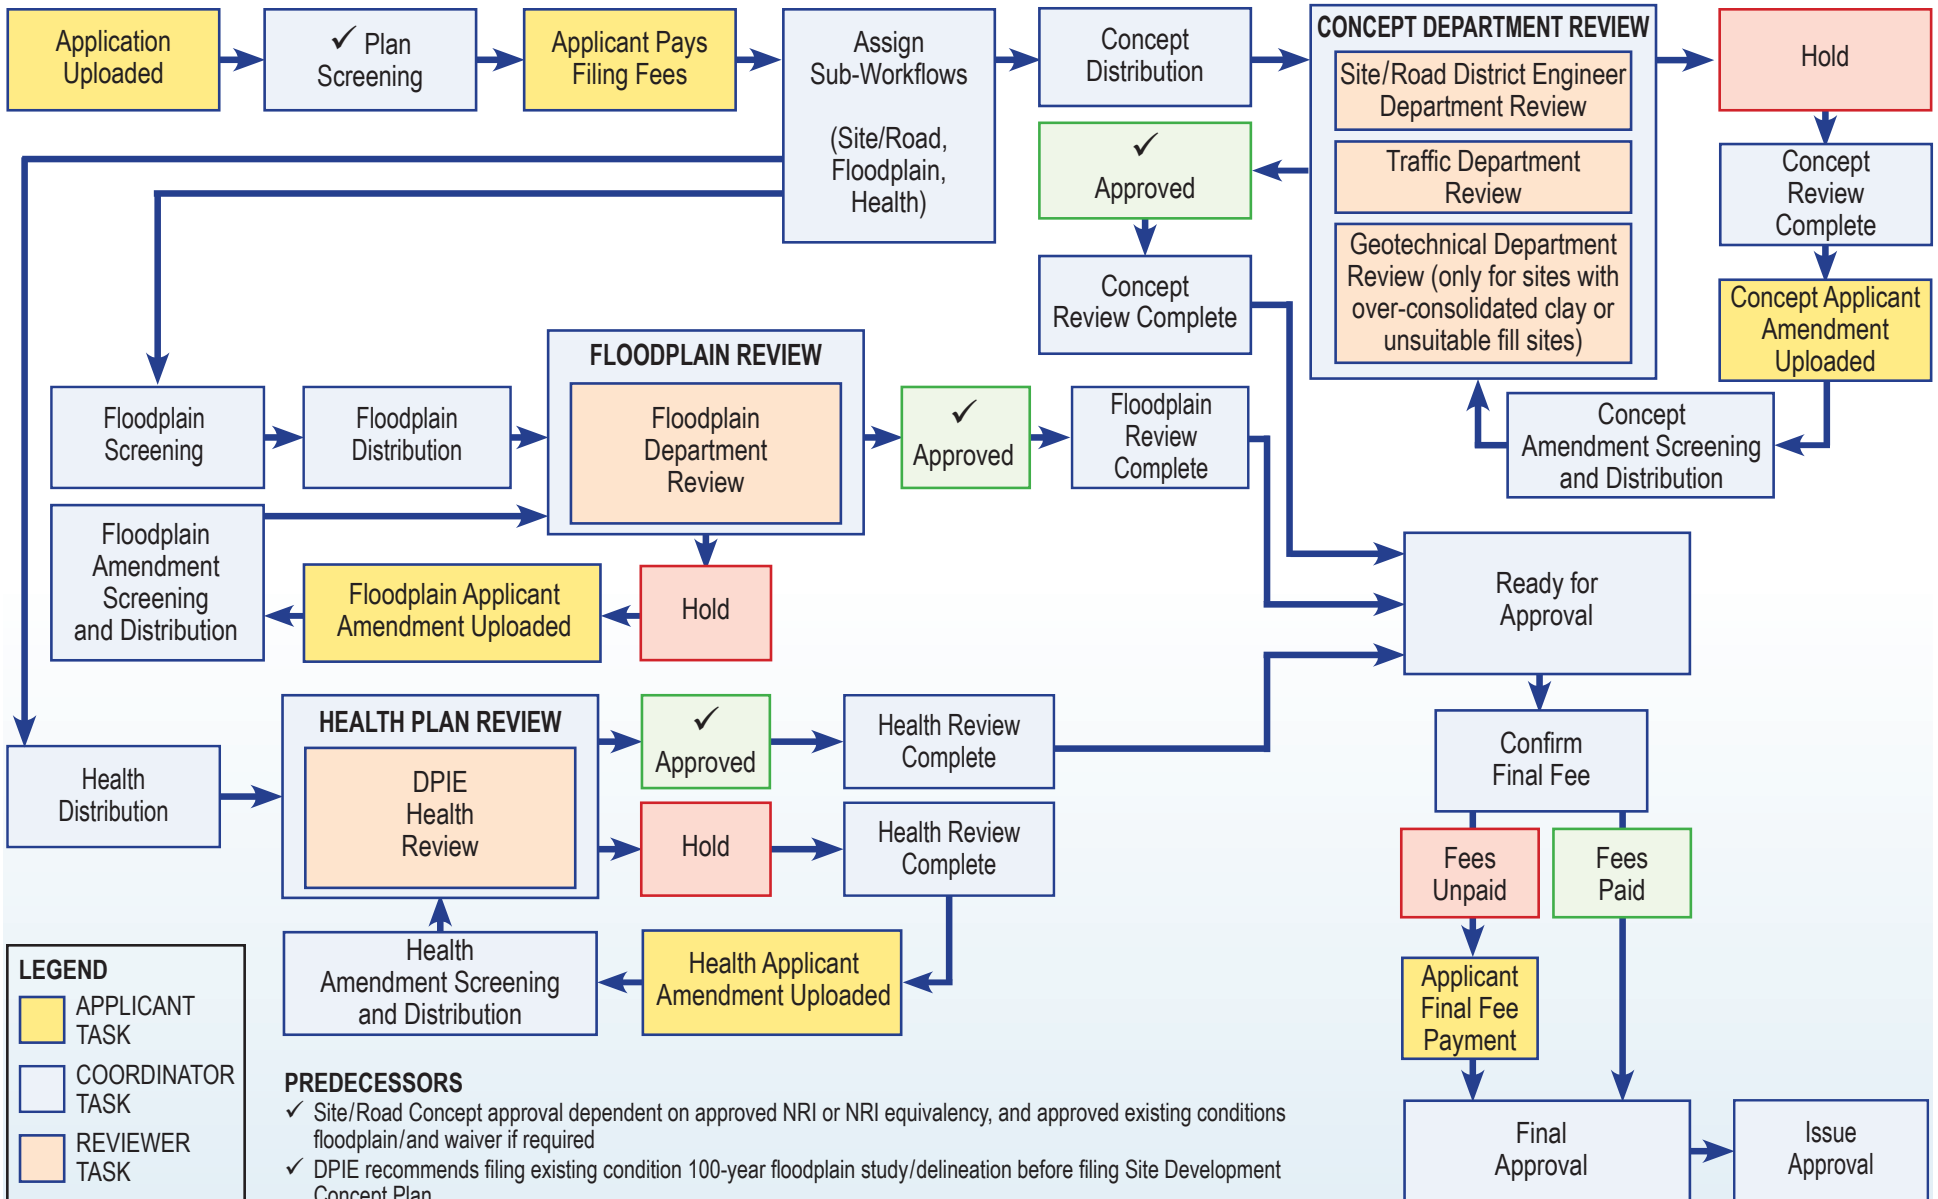 Application
Uploaded
✓ Plan
Screening
Applicant Pays
Filing Fees
Assign
Sub-Workflows
(Site/Road,
Floodplain,
Health)
Concept
Distribution
CONCEPT DEPARTMENT REVIEW
Site/Road District Engineer
Department Review
Traffic Department
Review
Geotechnical Department
Review (only for sites with
over-consolidated clay or
unsuitable fill sites)
Hold
Concept
Review
Complete
Concept Applicant
Amendment
Uploaded
Concept
Amendment Screening
and Distribution
✓
Approved
Concept
Review Complete
Floodplain
Screening
Floodplain
Distribution
FLOODPLAIN REVIEW
Floodplain
Department
Review
✓
Approved
Floodplain
Review
Complete
Floodplain
Amendment
Screening
and Distribution
Floodplain Applicant
Amendment Uploaded
Hold
Ready for
Approval
Health
Distribution
HEALTH PLAN REVIEW
DPIE
Health
Review
✓
Approved
Health Review
Complete
Hold
Health Review
Complete
Health
Amendment Screening
and Distribution
Health Applicant
Amendment Uploaded
Confirm
Final Fee
Fees
Unpaid
Fees
Paid
Applicant
Final Fee
Payment
Final
Approval
Issue
Approval
LEGEND
APPLICANT
TASK
COORDINATOR
TASK
REVIEWER
TASK
PREDECESSORS
✓ Site/Road Concept approval dependent on approved NRI or NRI equivalency, and approved existing conditions
floodplain/and waiver if required
✓ DPIE recommends filing existing condition 100-year floodplain study/delineation before filing Site Development
Concept Plan